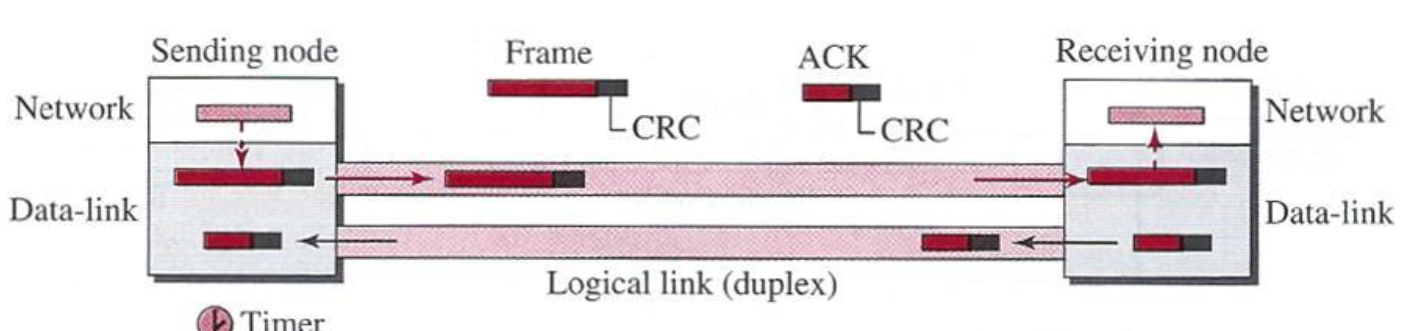 Sending node
Frame
ACK
Receiving node
Network
Network
CRC
CRC
Data-link
Data-link
Logical link (duplex)
Timer